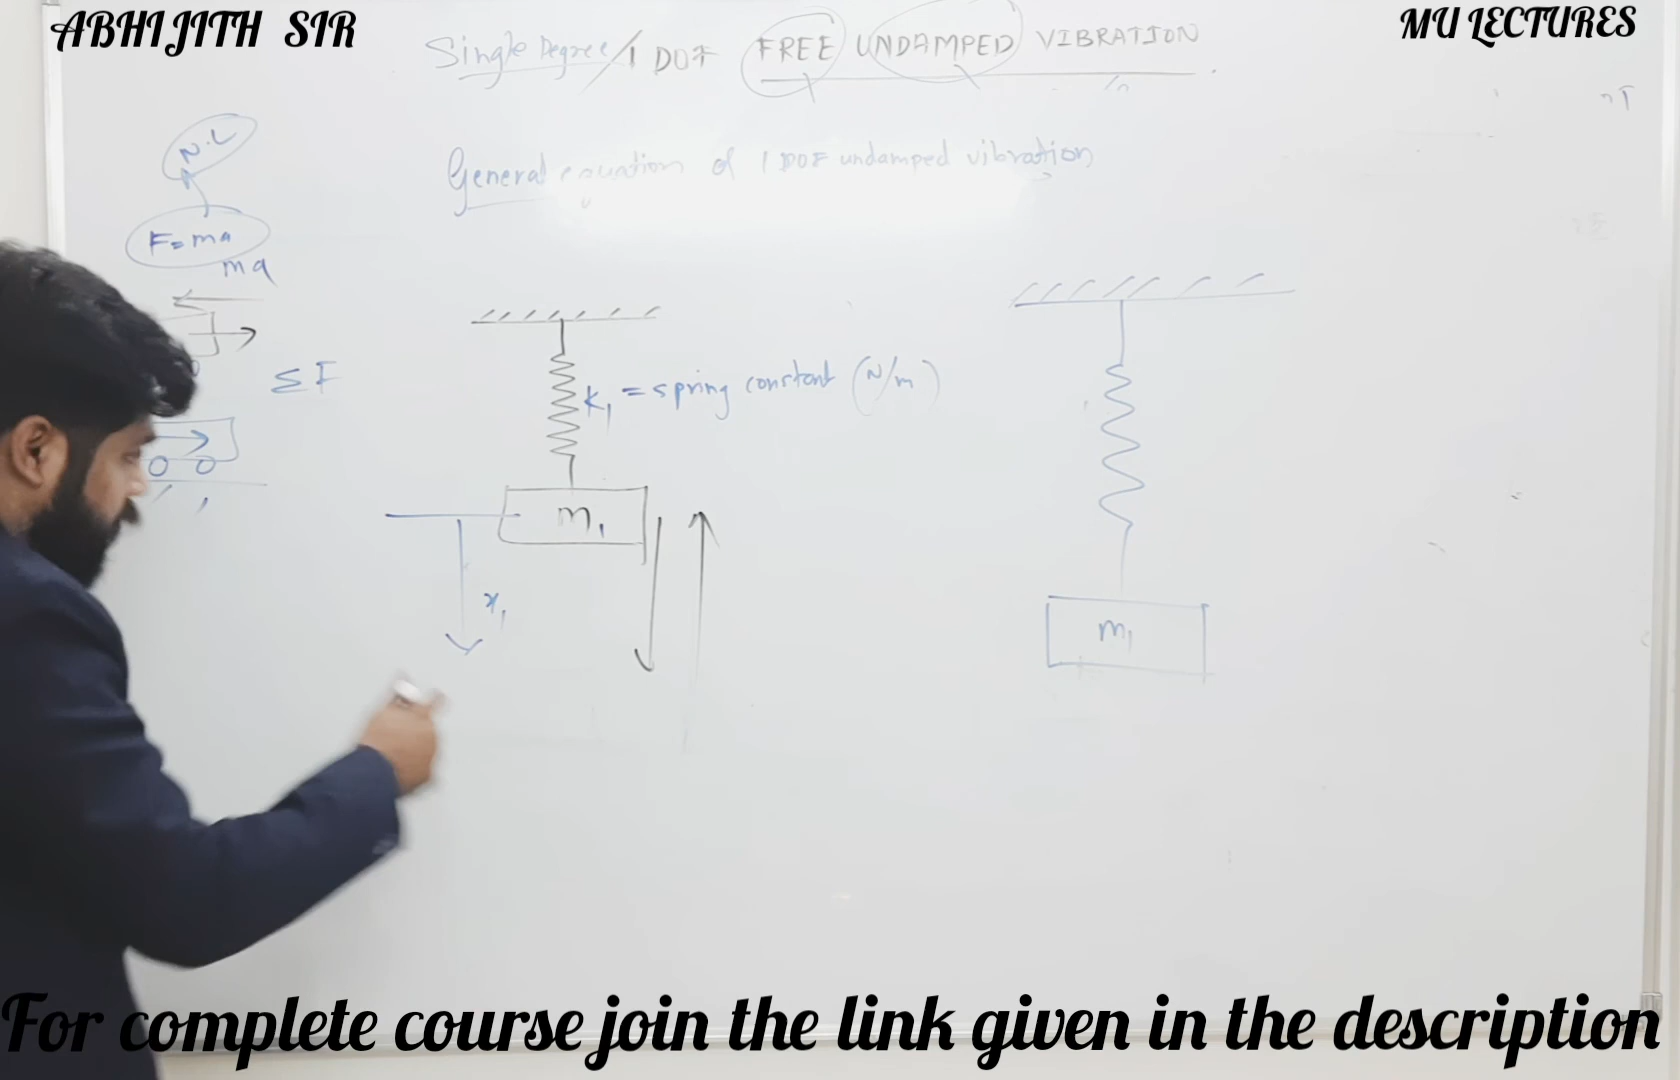 ABHIJITH SIR
MU LECTURES
Single Degree/1 DOF FREE UNDAMPED VIBRATION
N.L
General equation of 1 DOF undamped vibration
F=ma
ma
ΣF
K₁ = spring constant (N/m)
m₁
x₁
m₁
For complete course join the link given in the description